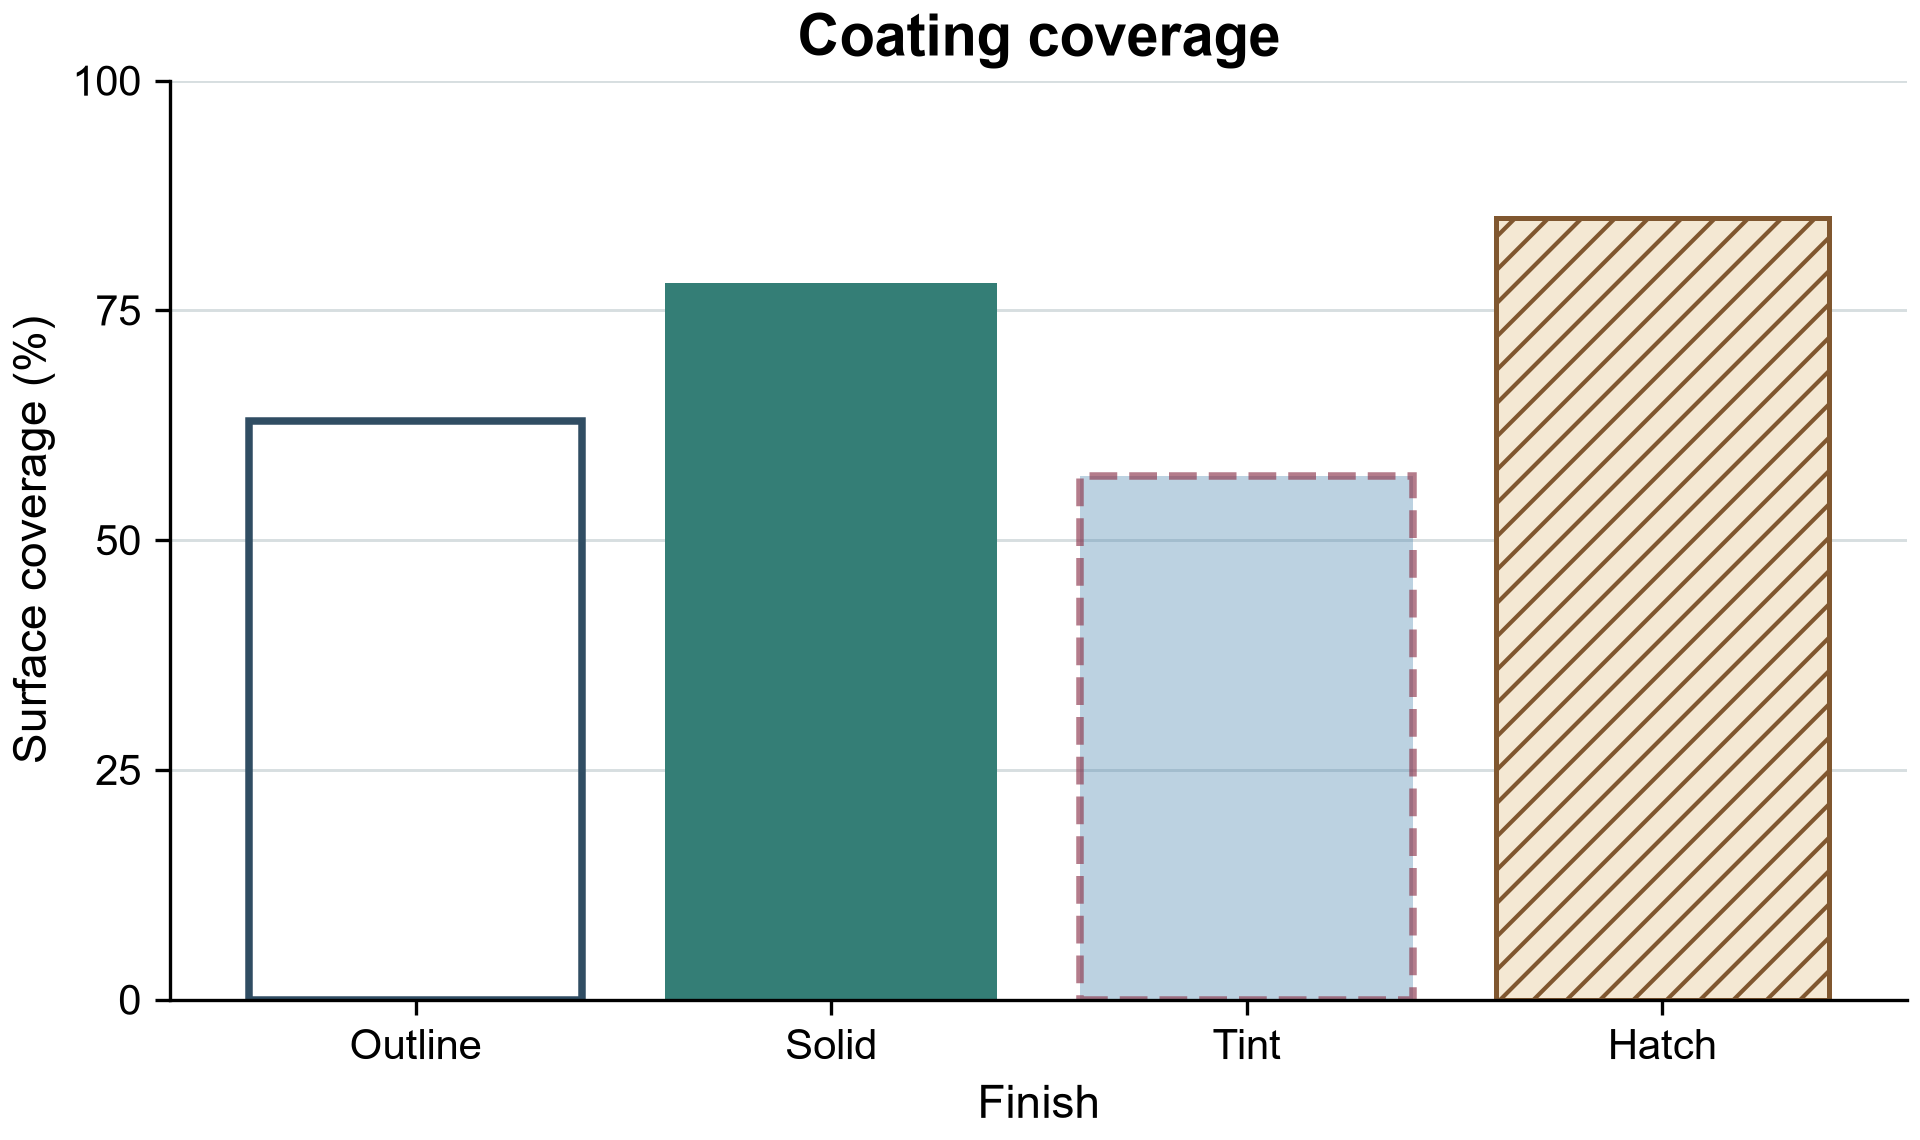 Coating coverage
Surface coverage (%)
100
75
50
25
0
Outline
Solid
Tint
Hatch
Finish